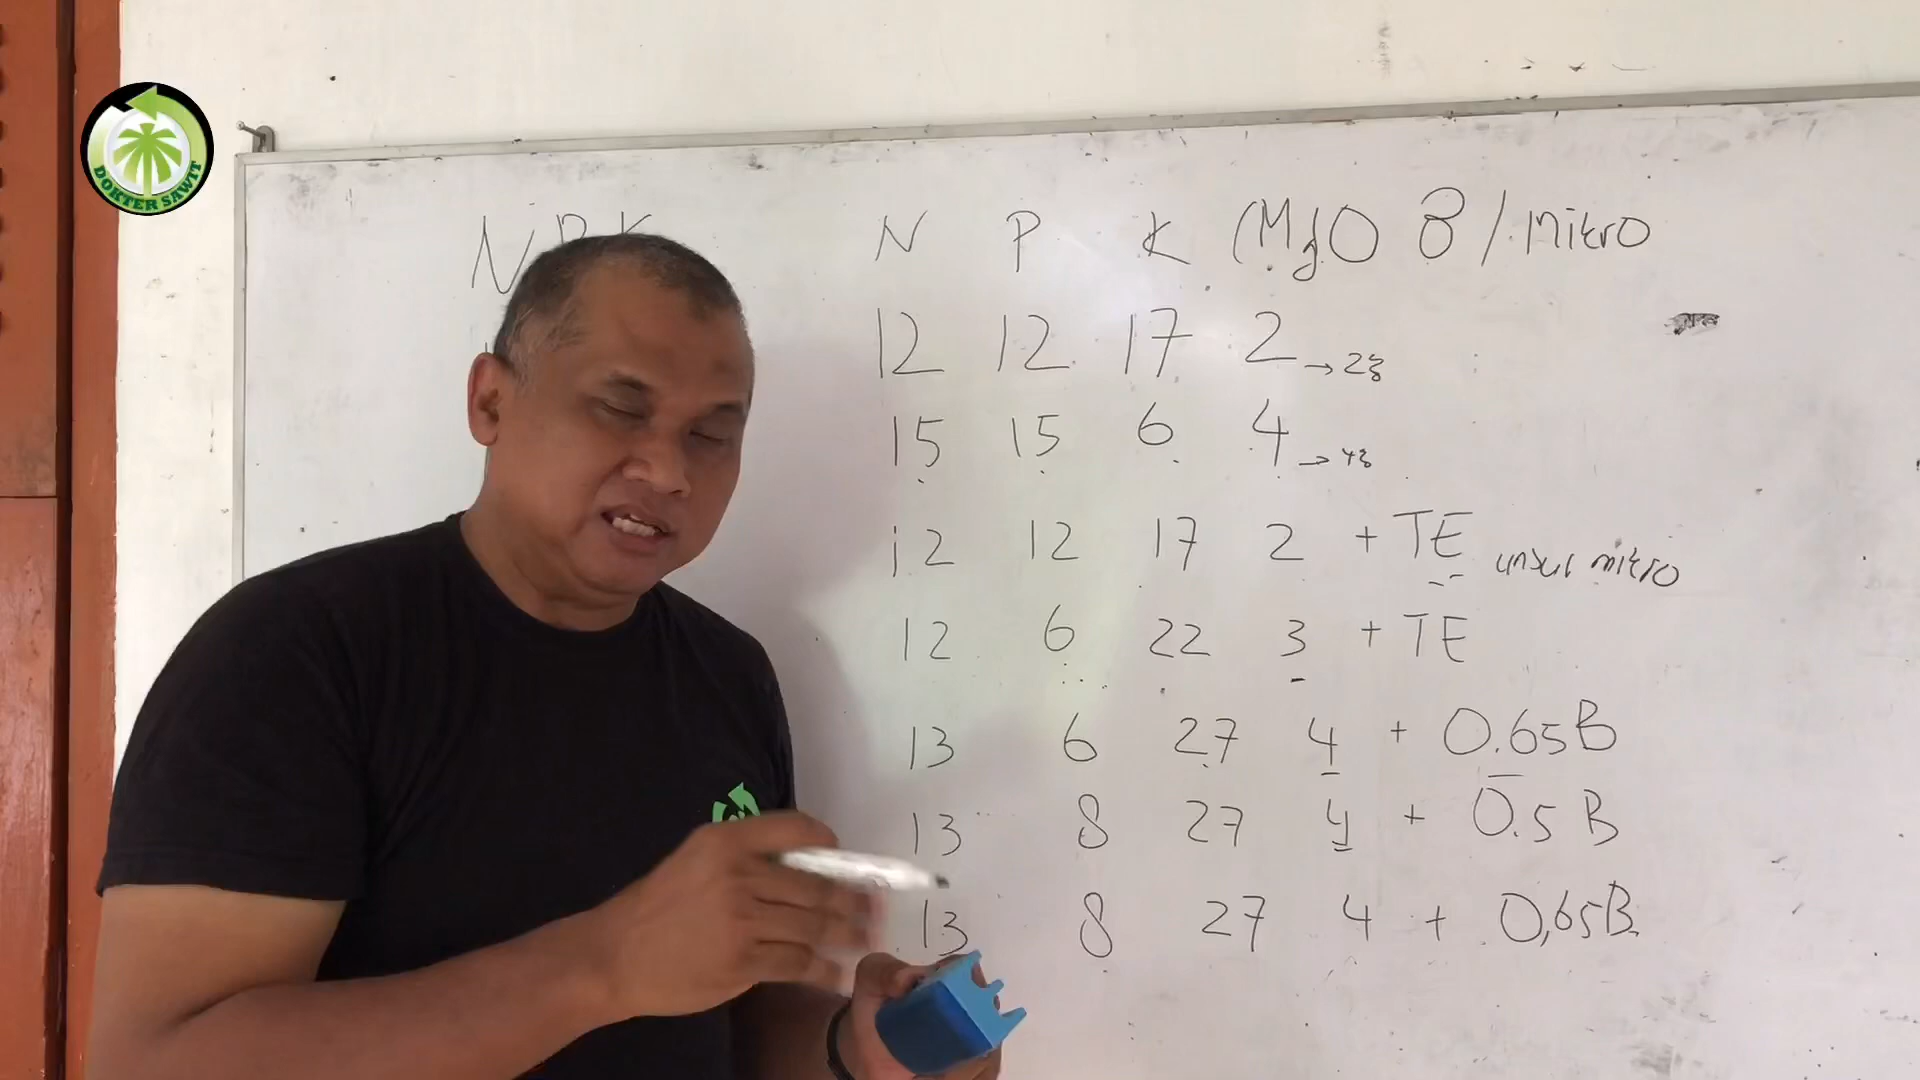 DOKTER SAWIT
NPK
N P K (MgO B / mikro
12 12 17 2 → 2%
15 15 6 4 → 4%
12 12 17 2 + TE unsur mikro
12 6 22 3 + TE
13 6 27 4 + 0.65B
13 8 27 4 + 0.5 B
13 8 27 4 + 0,65B